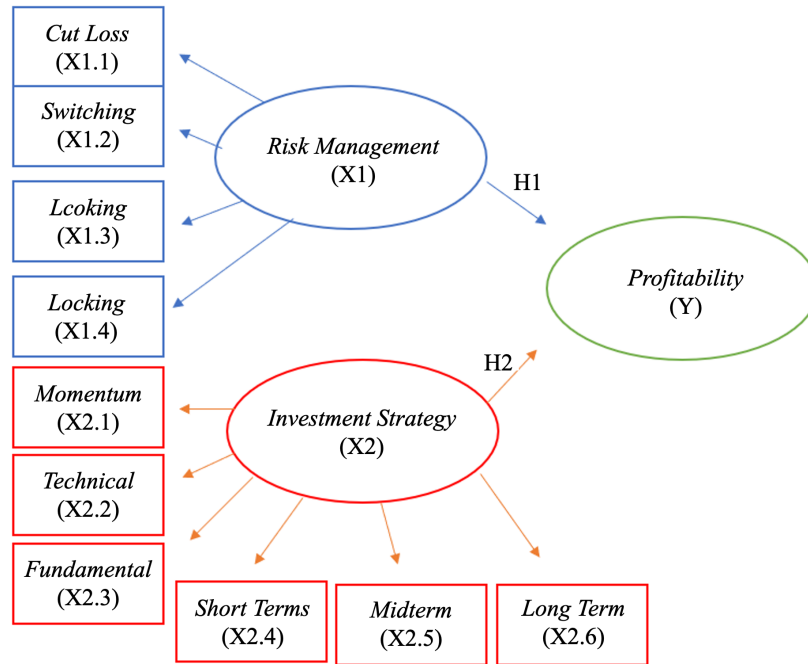 Cut Loss
(X1.1)
Switching
(X1.2)
Lcoking
(X1.3)
Locking
(X1.4)
Risk Management
(X1)
H1
Profitability
(Y)
H2
Investment Strategy
(X2)
Momentum
(X2.1)
Technical
(X2.2)
Fundamental
(X2.3)
Short Terms
(X2.4)
Midterm
(X2.5)
Long Term
(X2.6)